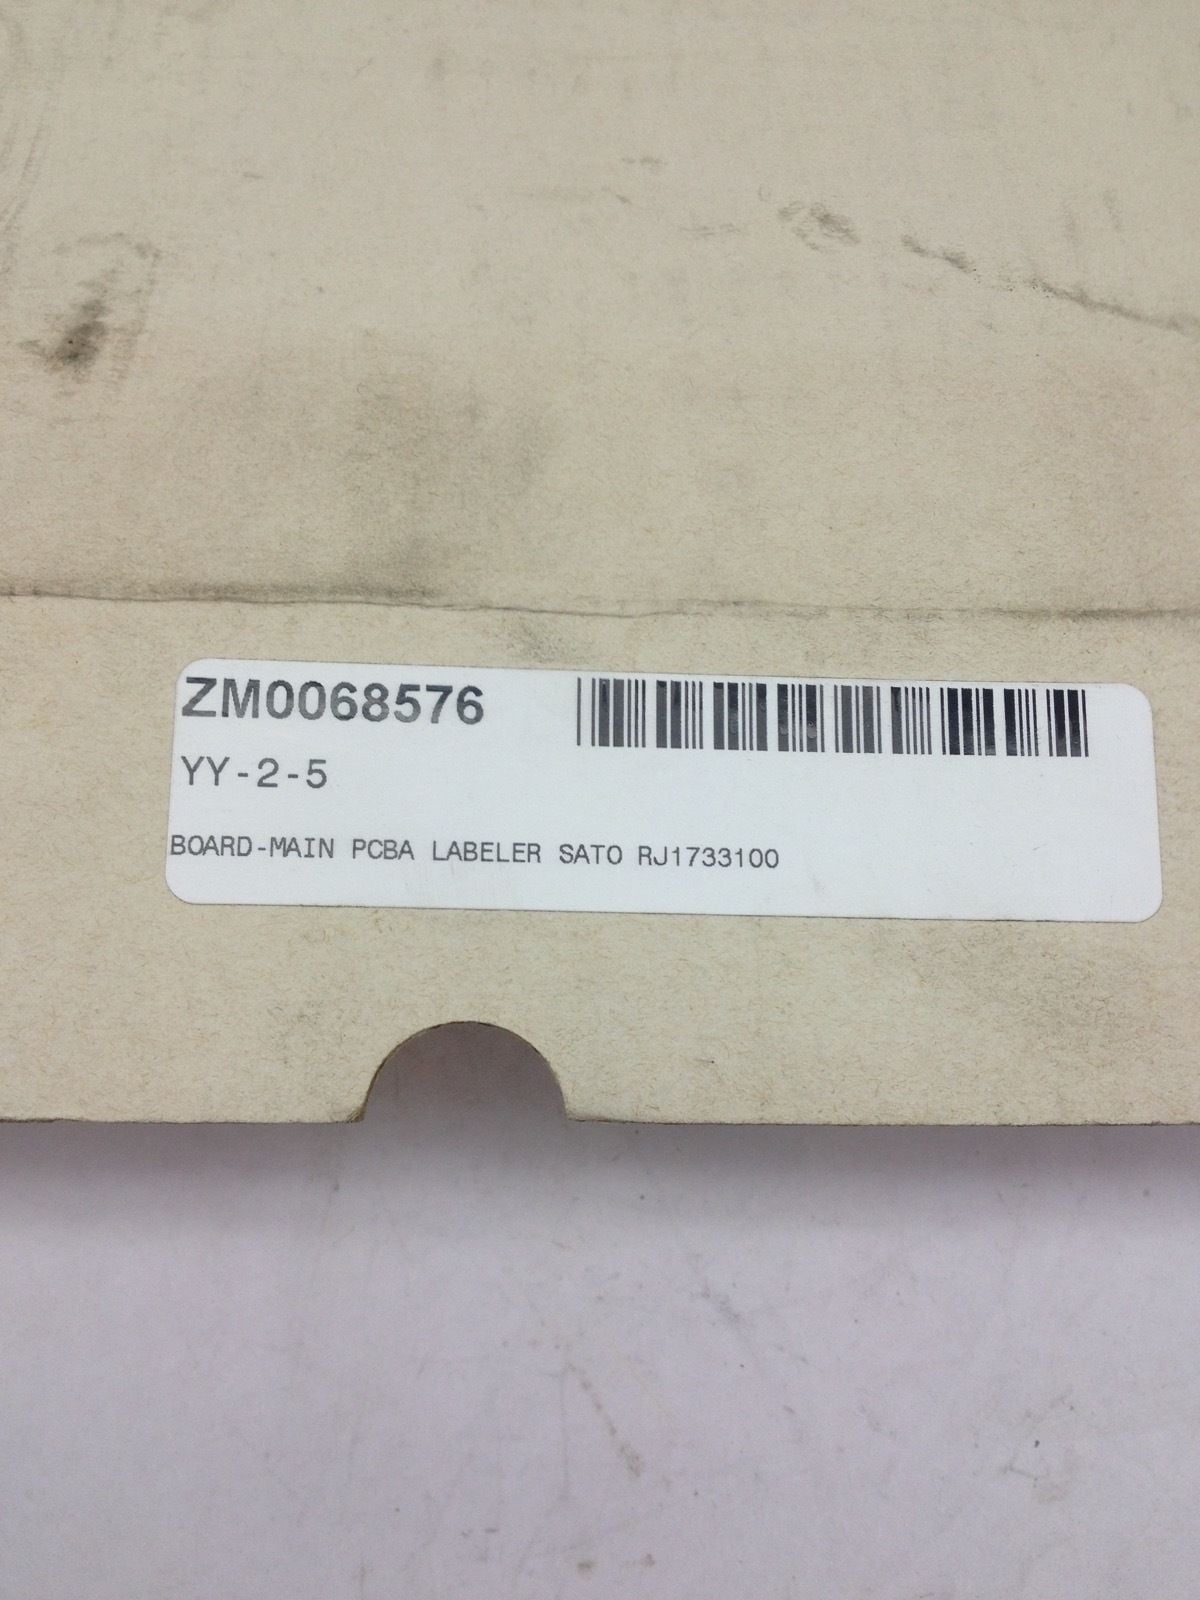 ZM0068576
YY-2-5
BOARD-MAIN PCBA LABELER SATO RJ1733100